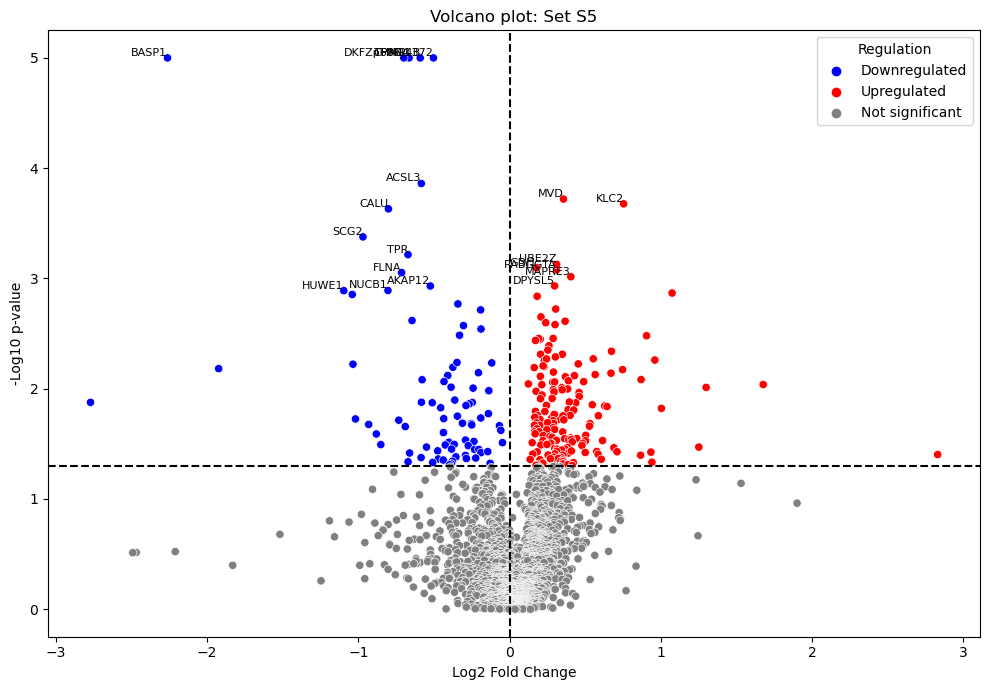 Volcano plot: Set S5
Regulation
Downregulated
Upregulated
Not significant
BASP1
ACSL3
CALU
SCG2
TPR
FLNA
AKAP12
NUCB1
HUWE1
MVD
KLC2
UBE2Z
RABGGTA
MAPRE3
DPYSL5
-Log10 p-value
5
4
3
2
1
0
−3
−2
−1
0
1
2
3
Log2 Fold Change